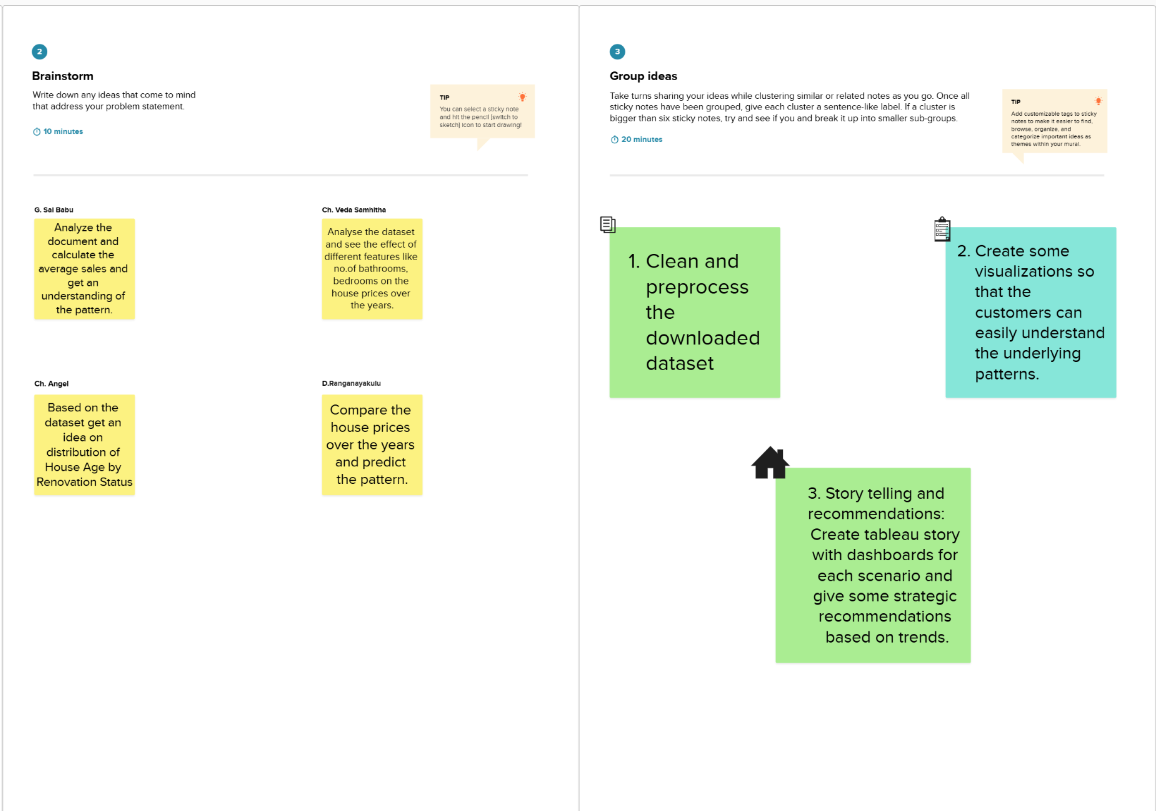 2
Brainstorm
Write down any ideas that come to mind
that address your problem statement.
10 minutes
TIP
You can select a sticky note
and hit the pencil [switch to
sketch] icon to start drawing!
G. Sai Babu
Analyze the
document and
calculate the
average sales and
get an
understanding of
the pattern.
Ch. Veda Samhitha
Analyse the dataset
and see the effect of
different features like
no.of bathrooms,
bedrooms on the
house prices over
the years.
Ch. Angel
Based on the
dataset get an
idea on
distribution of
House Age by
Renovation Status
D.Ranganayakulu
Compare the
house prices
over the years
and predict
the pattern.
3
Group ideas
Take turns sharing your ideas while clustering similar or related notes as you go. Once all
sticky notes have been grouped, give each cluster a sentence-like label. If a cluster is
bigger than six sticky notes, try and see if you and break it up into smaller sub-groups.
20 minutes
TIP
Add customizable tags to sticky
notes to make it easier to find,
browse, organize, and
categorize important ideas as
themes within your mural.
1. Clean and
preprocess
the
downloaded
dataset
2. Create some
visualizations so
that the
customers can
easily understand
the underlying
patterns.
3. Story telling and
recommendations:
Create tableau story
with dashboards for
each scenario and
give some strategic
recommendations
based on trends.